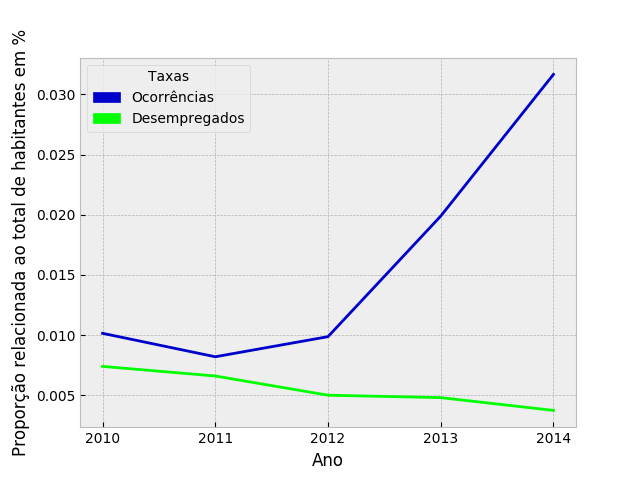 Proporção relacionada ao total de habitantes em %
Taxas
Ocorrências
Desempregados
0.030
0.025
0.020
0.015
0.010
0.005
2010 2011 2012 2013 2014
Ano